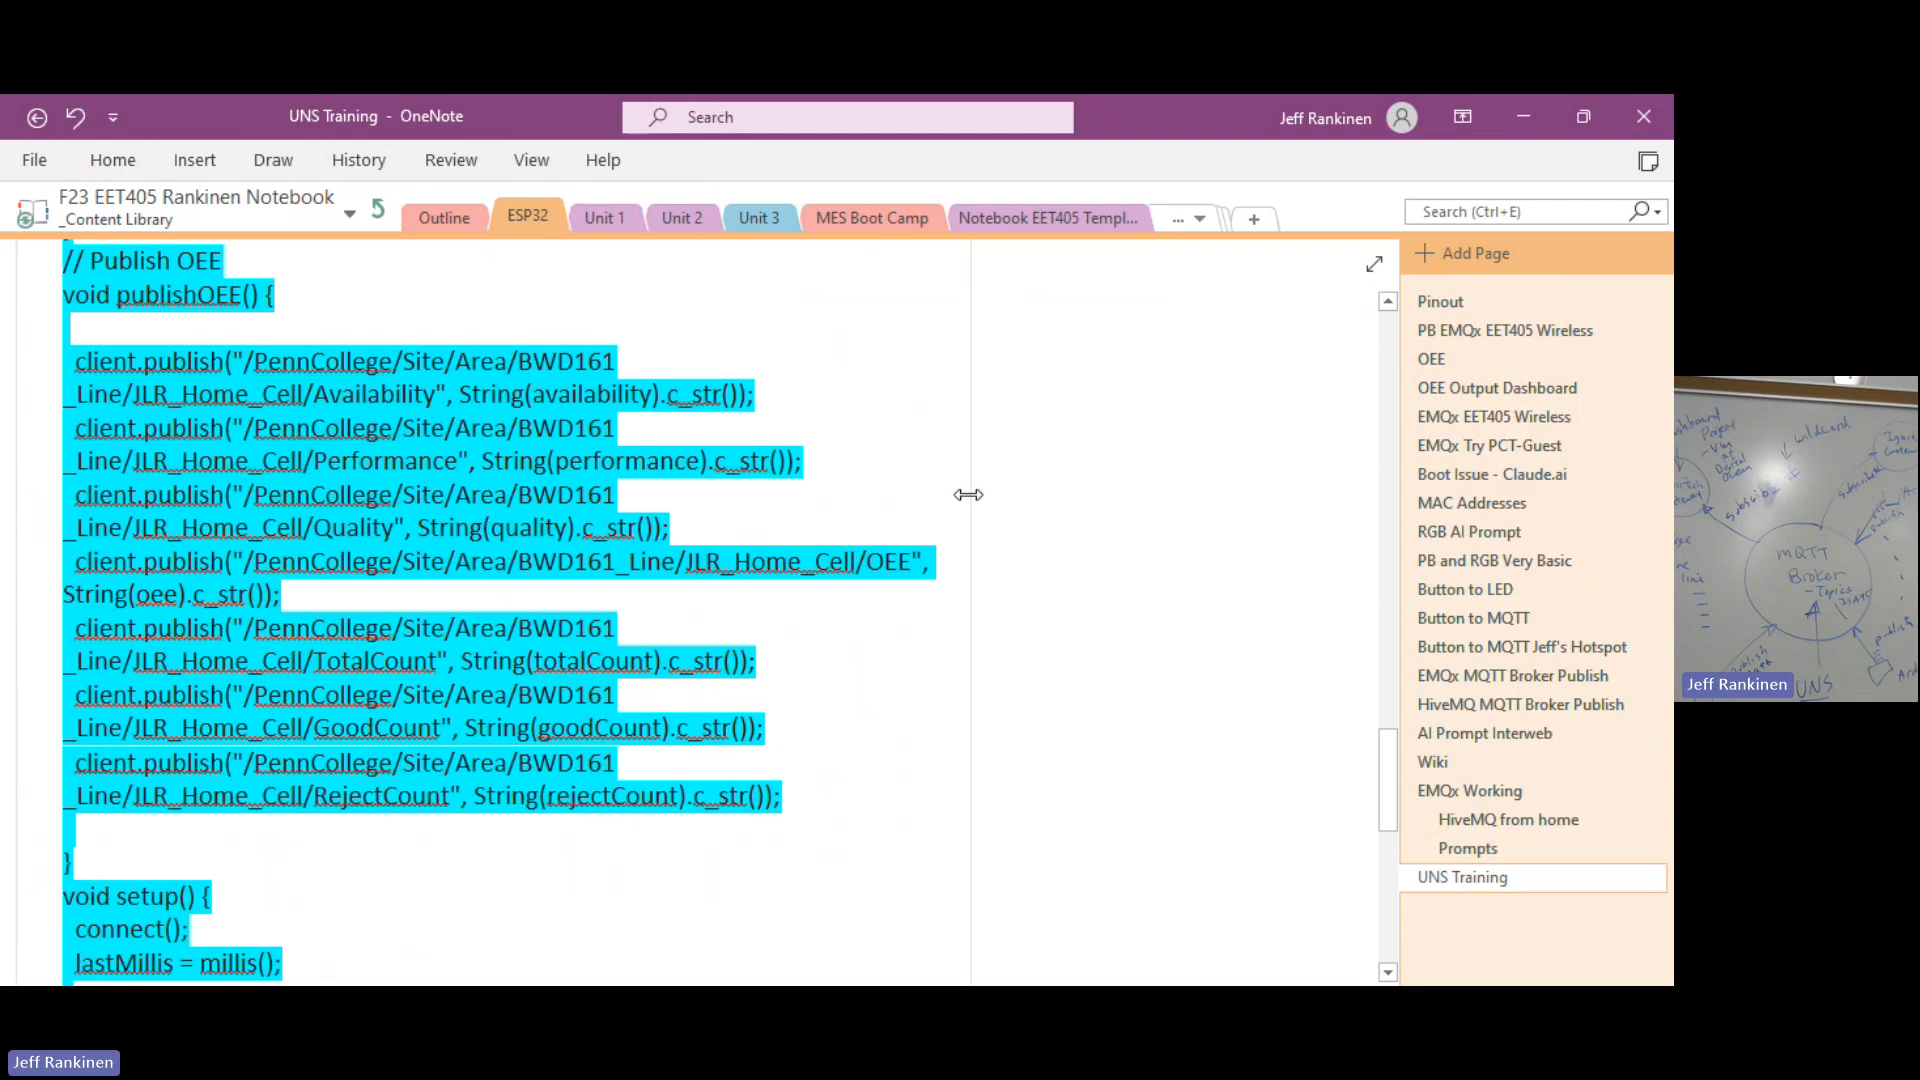 UNS Training - OneNote
Search
Jeff Rankinen
File Home Insert Draw History Review View Help
F23 EET405 Rankinen Notebook
_Content Library
Outline ESP32 Unit 1 Unit 2 Unit 3 MES Boot Camp Notebook EET405 Templ... ... +
Search (Ctrl+E)
// Publish OEE
void publishOEE() {
client.publish("/PennCollege/Site/Area/BWD161
_Line/JLR_Home_Cell/Availability", String(availability).c_str());
client.publish("/PennCollege/Site/Area/BWD161
_Line/JLR_Home_Cell/Performance", String(performance).c_str());
client.publish("/PennCollege/Site/Area/BWD161
_Line/JLR_Home_Cell/Quality", String(quality).c_str());
client.publish("/PennCollege/Site/Area/BWD161_Line/JLR_Home_Cell/OEE",
String(oee).c_str());
client.publish("/PennCollege/Site/Area/BWD161
_Line/JLR_Home_Cell/TotalCount", String(totalCount).c_str());
client.publish("/PennCollege/Site/Area/BWD161
_Line/JLR_Home_Cell/GoodCount", String(goodCount).c_str());
client.publish("/PennCollege/Site/Area/BWD161
_Line/JLR_Home_Cell/RejectCount", String(rejectCount).c_str());
}
void setup() {
connect();
lastMillis = millis();
Add Page
Pinout
PB EMQx EET405 Wireless
OEE
OEE Output Dashboard
EMQx EET405 Wireless
EMQx Try PCT-Guest
Boot Issue - Claude.ai
MAC Addresses
RGB AI Prompt
PB and RGB Very Basic
Button to LED
Button to MQTT
Button to MQTT Jeff's Hotspot
EMQx MQTT Broker Publish
HiveMQ MQTT Broker Publish
AI Prompt Interweb
Wiki
EMQx Working
HiveMQ from home
Prompts
UNS Training
Project
wildcard
subscribe
subscribe
publish
MQTT
Broker
- Topics
publish
UNS
Jeff Rankinen
Jeff Rankinen